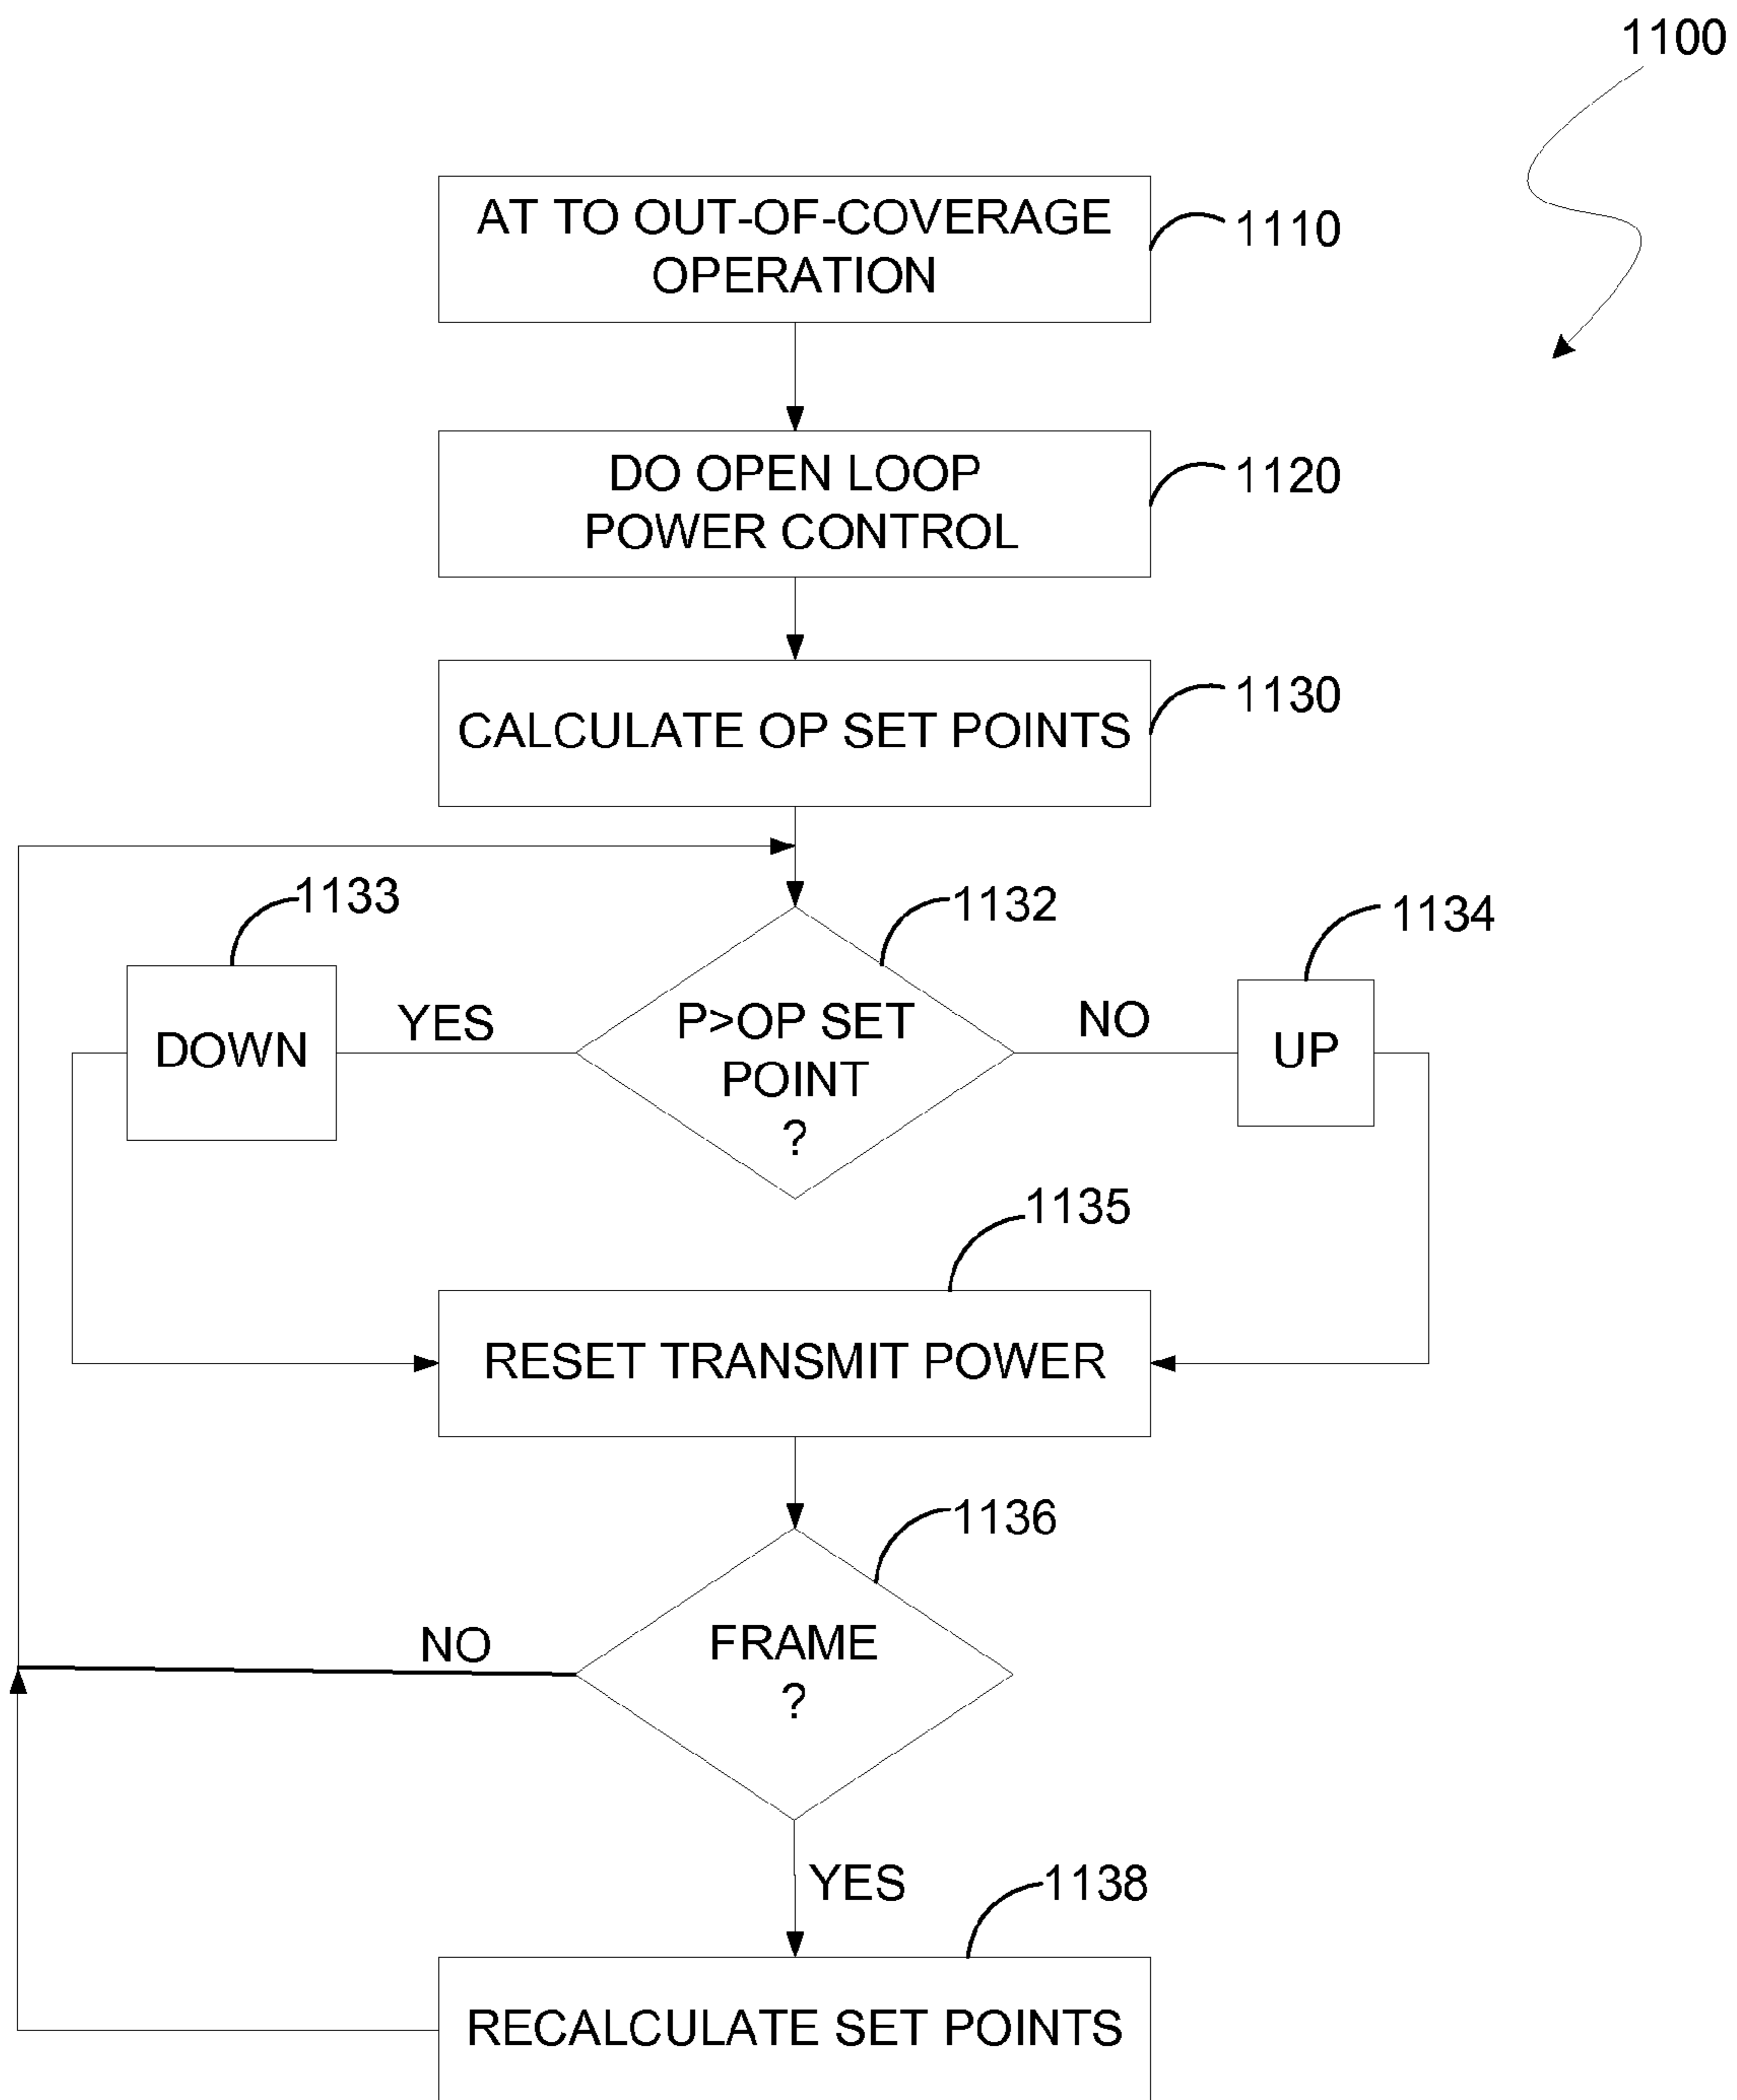 1100
AT TO OUT-OF-COVERAGE
OPERATION
1110
DO OPEN LOOP
POWER CONTROL
1120
CALCULATE OP SET POINTS
1130
1133
1132
1134
DOWN
YES
P>OP SET
POINT
?
NO
UP
1135
RESET TRANSMIT POWER
1136
FRAME
?
NO
YES
1138
RECALCULATE SET POINTS